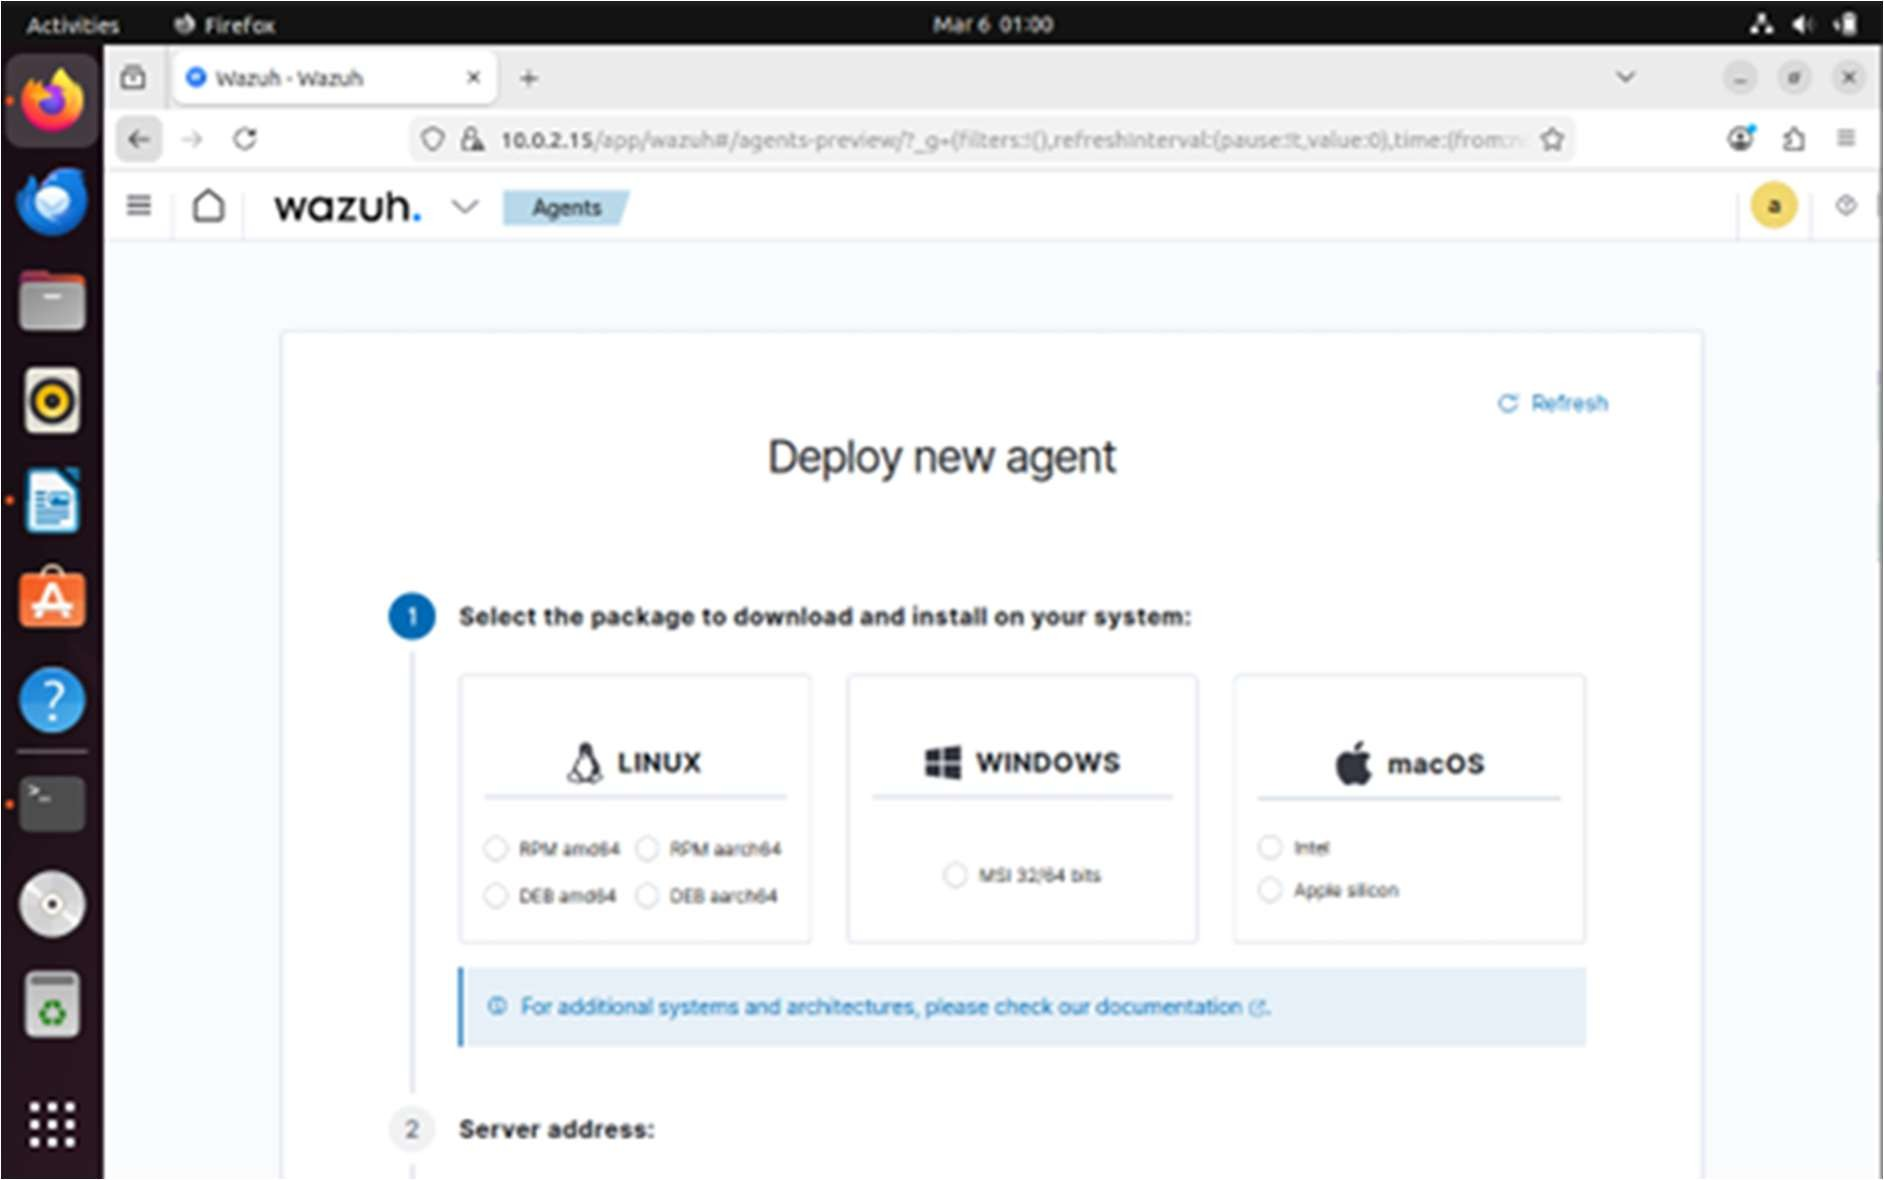 Activities Firefox Mar 6 01:00
Wazuh - Wazuh
10.0.2.15/app/wazuh#/agents-preview/?_g=(filters:!(),refreshInterval:(pause:!t,value:0),time:(from:
wazuh. Agents a
Refresh
Deploy new agent
1 Select the package to download and install on your system:
LINUX WINDOWS macOS
RPM amd64 RPM aarch64 Intel
MSI 32/64 bits
DEB amd64 DEB aarch64 Apple silicon
For additional systems and architectures, please check our documentation.
2 Server address: